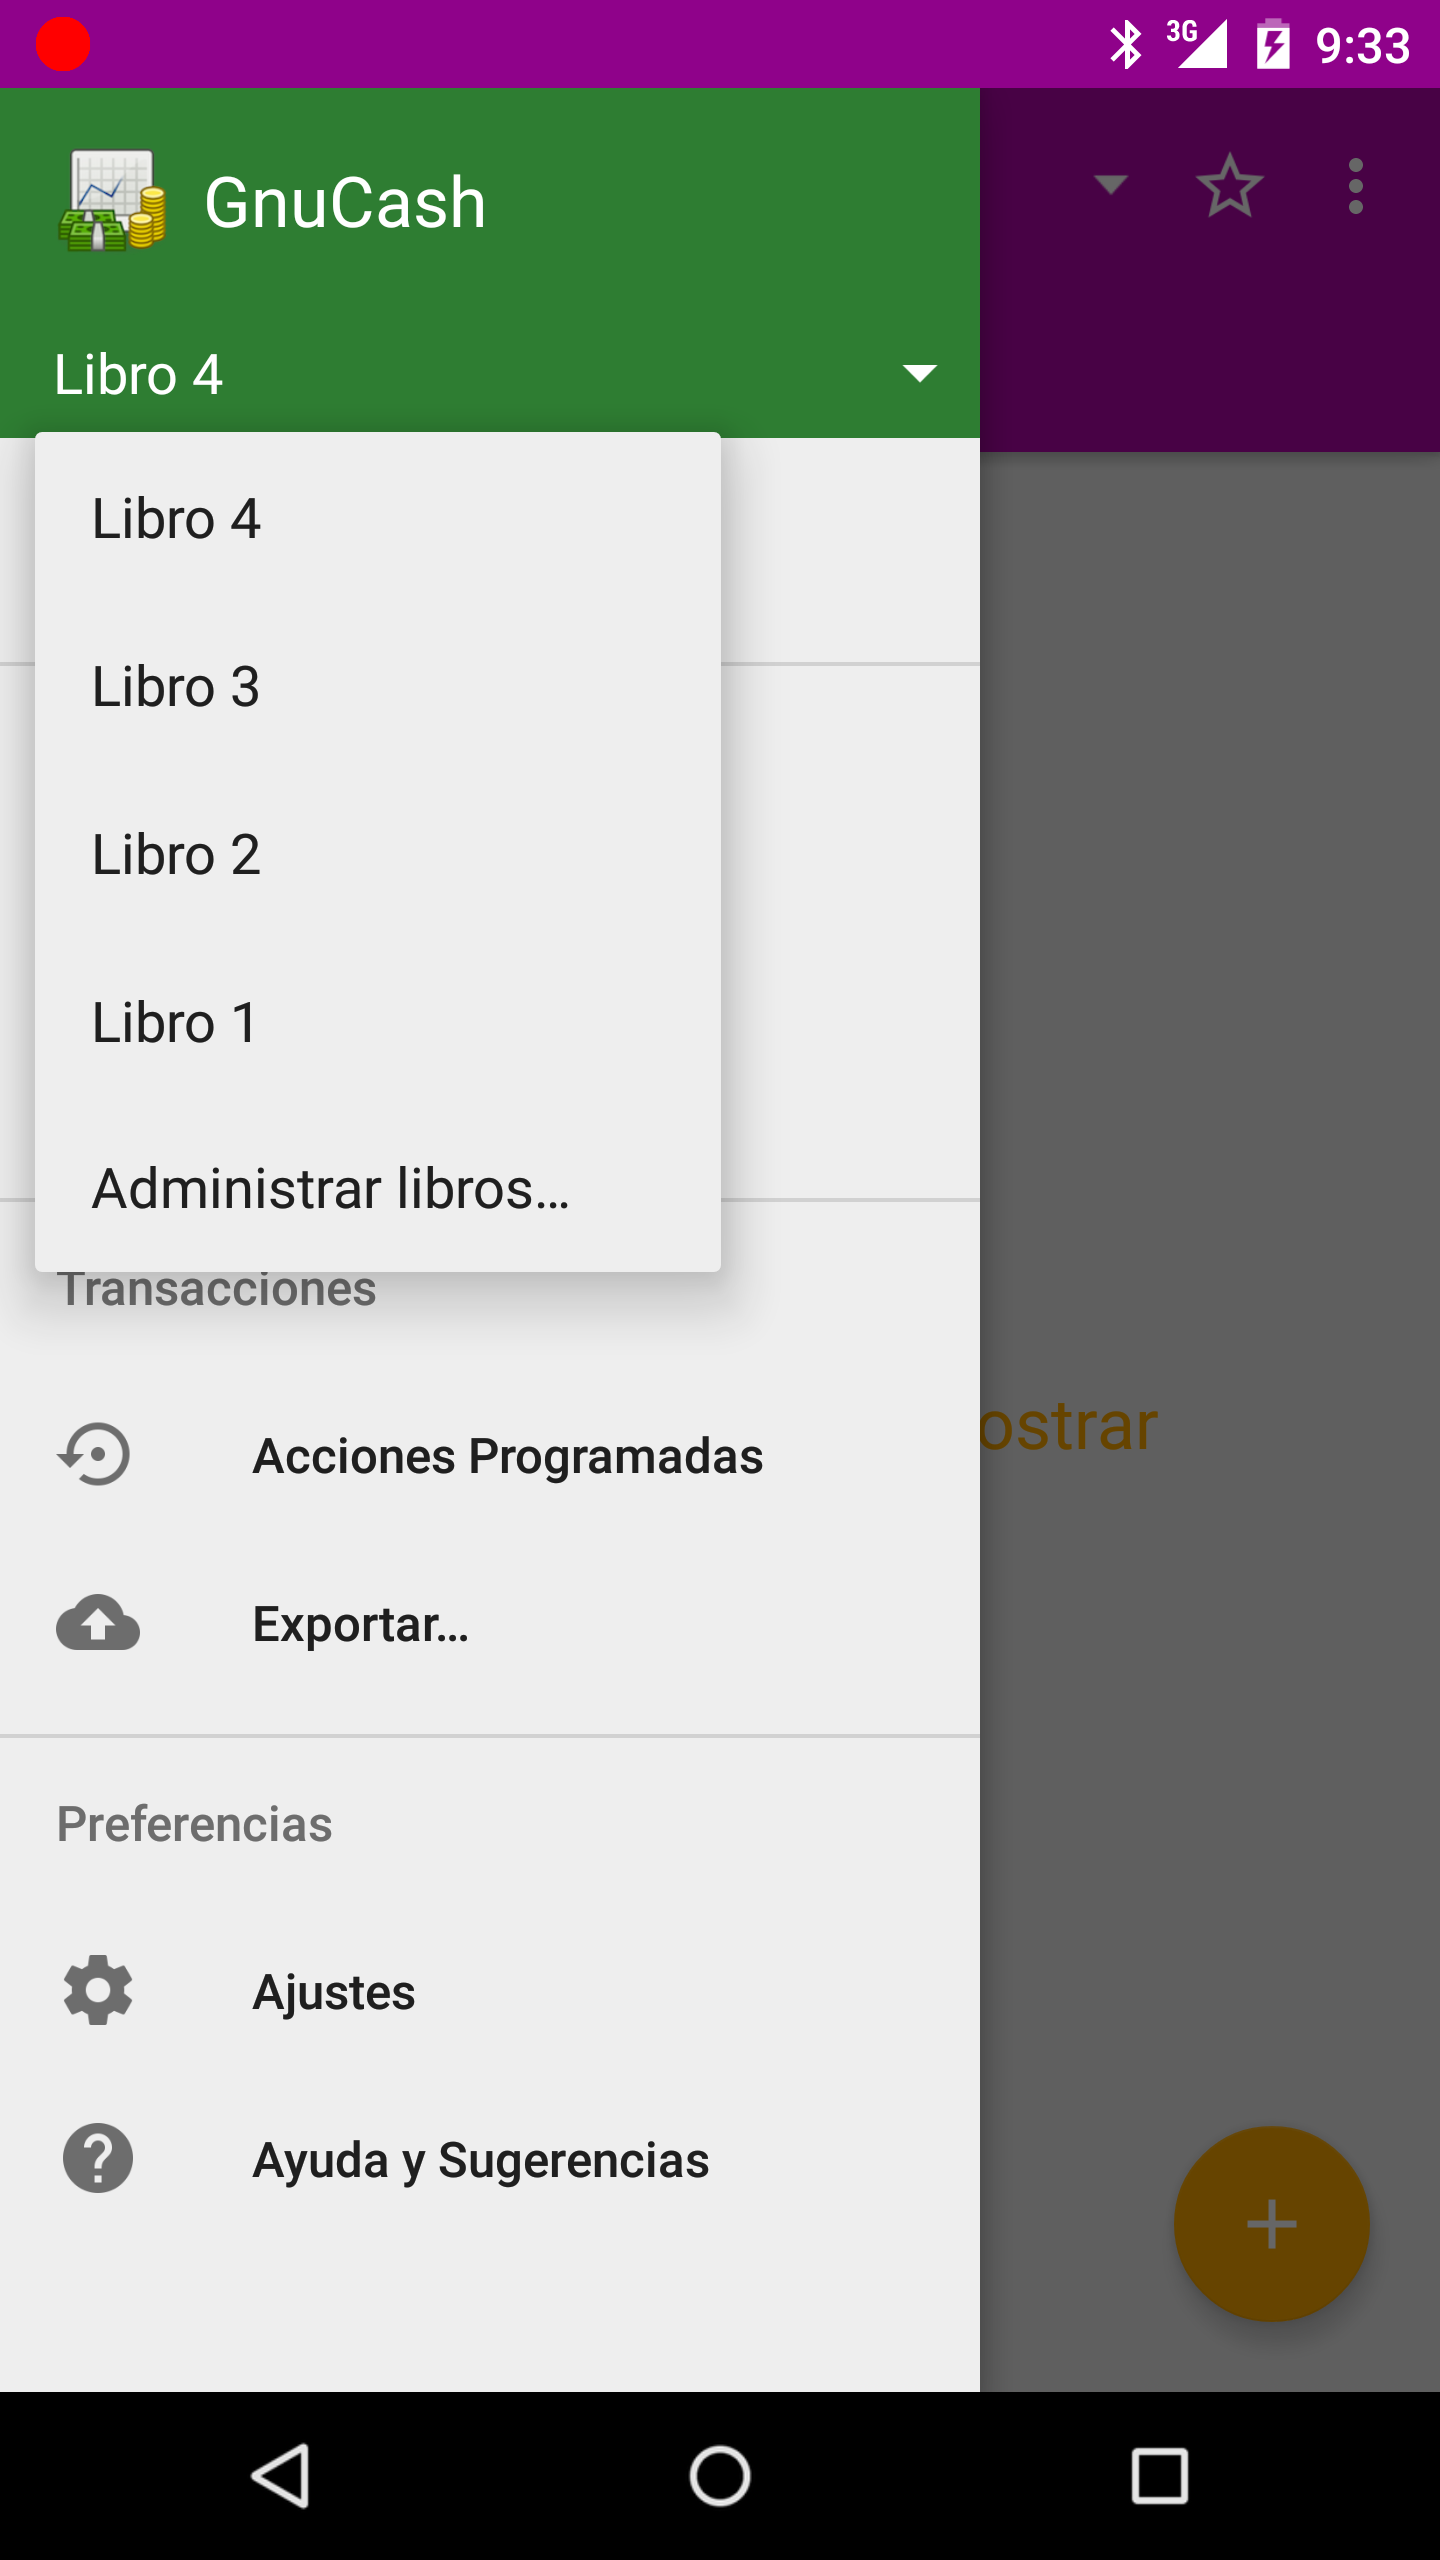 3G 9:33
GnuCash
Libro 4
Libro 4
Libro 3
Libro 2
Libro 1
Administrar libros...
Transacciones
ostrar
Acciones Programadas
Exportar...
Preferencias
Ajustes
Ayuda y Sugerencias